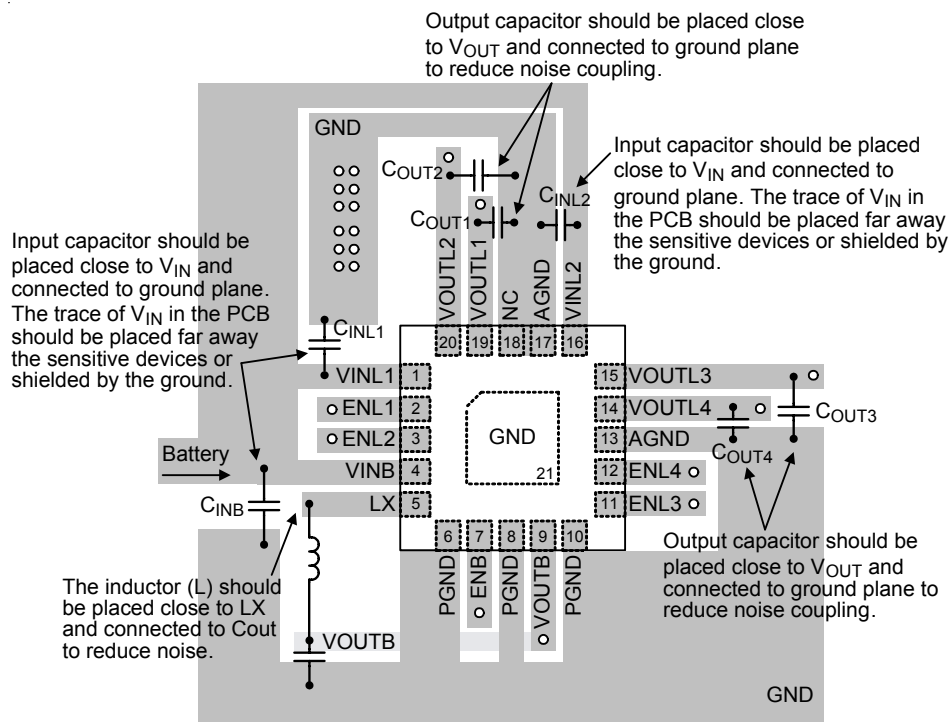 Output capacitor should be placed close
to VOUT and connected to ground plane
to reduce noise coupling.
GND
COUT2
COUT1
CINL2
Input capacitor should be placed
close to VIN and connected to
ground plane. The trace of VIN in
the PCB should be placed far away
the sensitive devices or shielded by
the ground.
Input capacitor should be
placed close to VIN and
connected to ground plane.
The trace of VIN in the PCB
should be placed far away
the sensitive devices or
shielded by the ground.
CINL1
VOUTL2
VOUTL1
NC
AGND
VINL2
20
19
18
17
16
VINL1 1
ENL1 2
ENL2 3
VINB 4
LX 5
Battery
CINB
GND
21
15 VOUTL3
14 VOUTL4
13 AGND
12 ENL4
11 ENL3
COUT3
COUT4
6
7
8
9
10
PGND
ENB
PGND
VOUTB
PGND
Output capacitor should be
placed close to VOUT and
connected to ground plane to
reduce noise coupling.
The inductor (L) should
be placed close to LX
and connected to Cout
to reduce noise.
VOUTB
GND